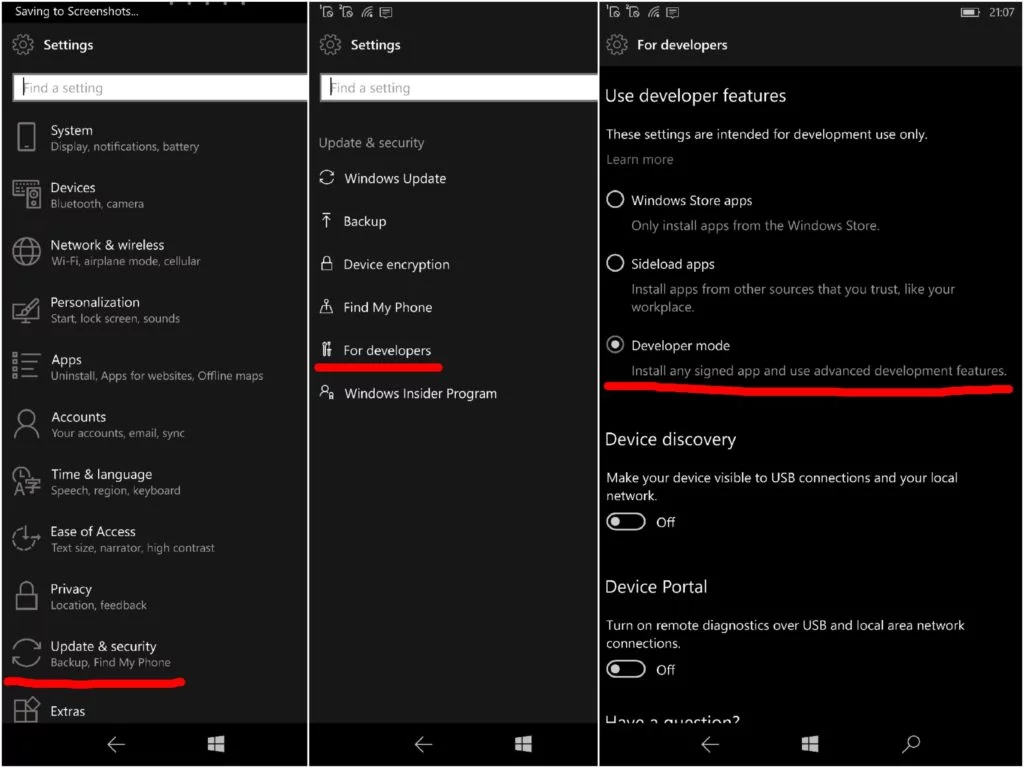 Saving to Screenshots...
Settings
Find a setting
System
Display, notifications, battery
Devices
Bluetooth, camera
Network & wireless
Wi-Fi, airplane mode, cellular
Personalization
Start, lock screen, sounds
Apps
Uninstall, Apps for websites, Offline maps
Accounts
Your accounts, email, sync
Time & language
Speech, region, keyboard
Ease of Access
Text size, narrator, high contrast
Privacy
Location, feedback
Update & security
Backup, Find My Phone
Extras
Settings
Find a setting
Update & security
Windows Update
Backup
Device encryption
Find My Phone
For developers
Windows Insider Program
21:07
For developers
Use developer features
These settings are intended for development use only.
Learn more
Windows Store apps
Only install apps from the Windows Store.
Sideload apps
Install apps from other sources that you trust, like your
workplace.
Developer mode
Install any signed app and use advanced development features.
Device discovery
Make your device visible to USB connections and your local
network.
Off
Device Portal
Turn on remote diagnostics over USB and local area network
connections.
Off
Have a question?